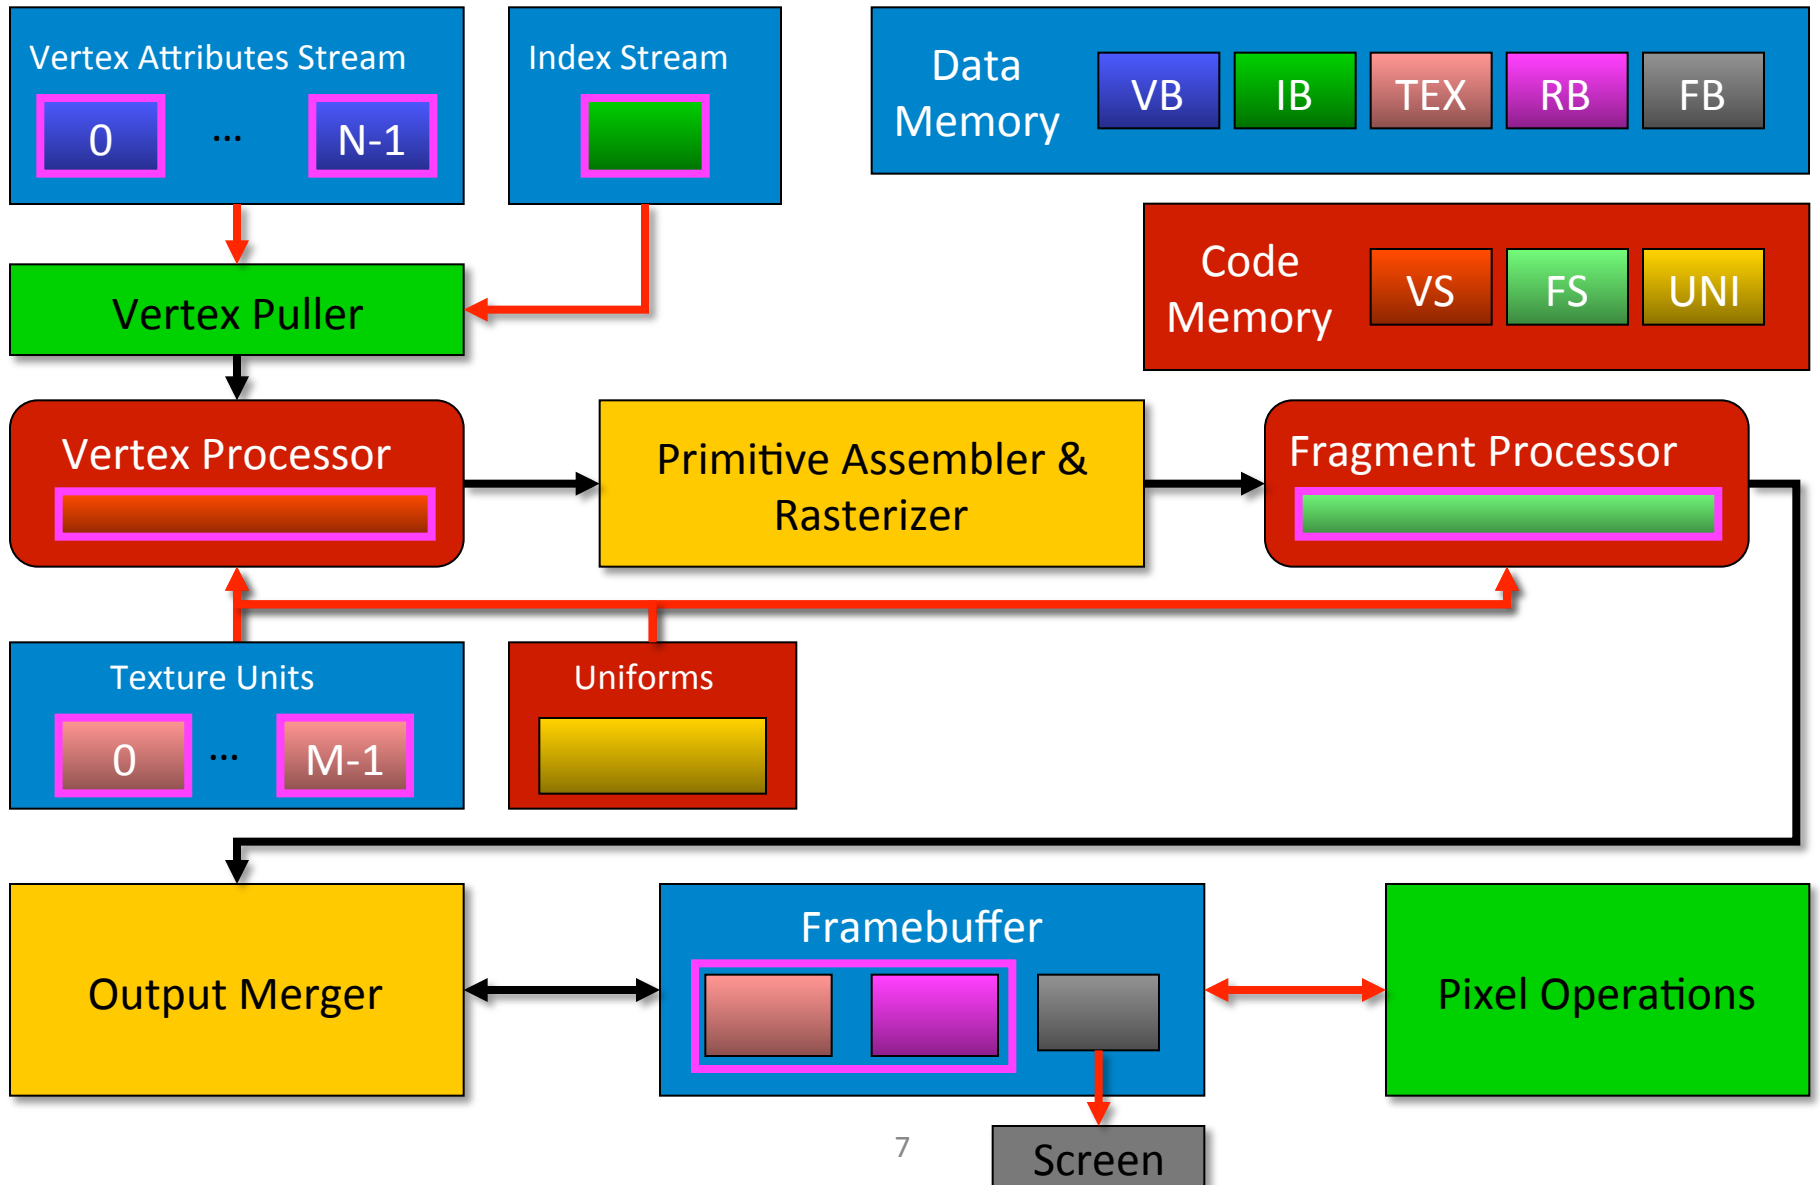 Vertex Attributes Stream
0 ... N-1
Index Stream
Data
Memory
VB IB TEX RB FB
Code
Memory
VS FS UNI
Vertex Puller
Vertex Processor
Primitive Assembler &
Rasterizer
Fragment Processor
Texture Units
0 ... M-1
Uniforms
Output Merger
Framebuffer
Pixel Operations
Screen
7